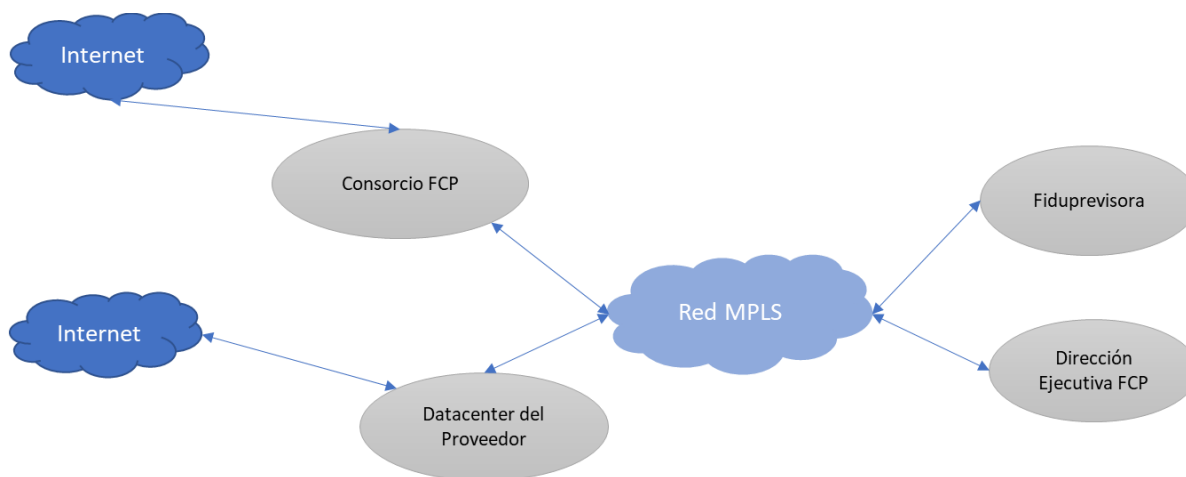 Internet
Consorcio FCP
Fiduprevisora
Red MPLS
Internet
Dirección
Ejecutiva FCP
Datacenter del
Proveedor